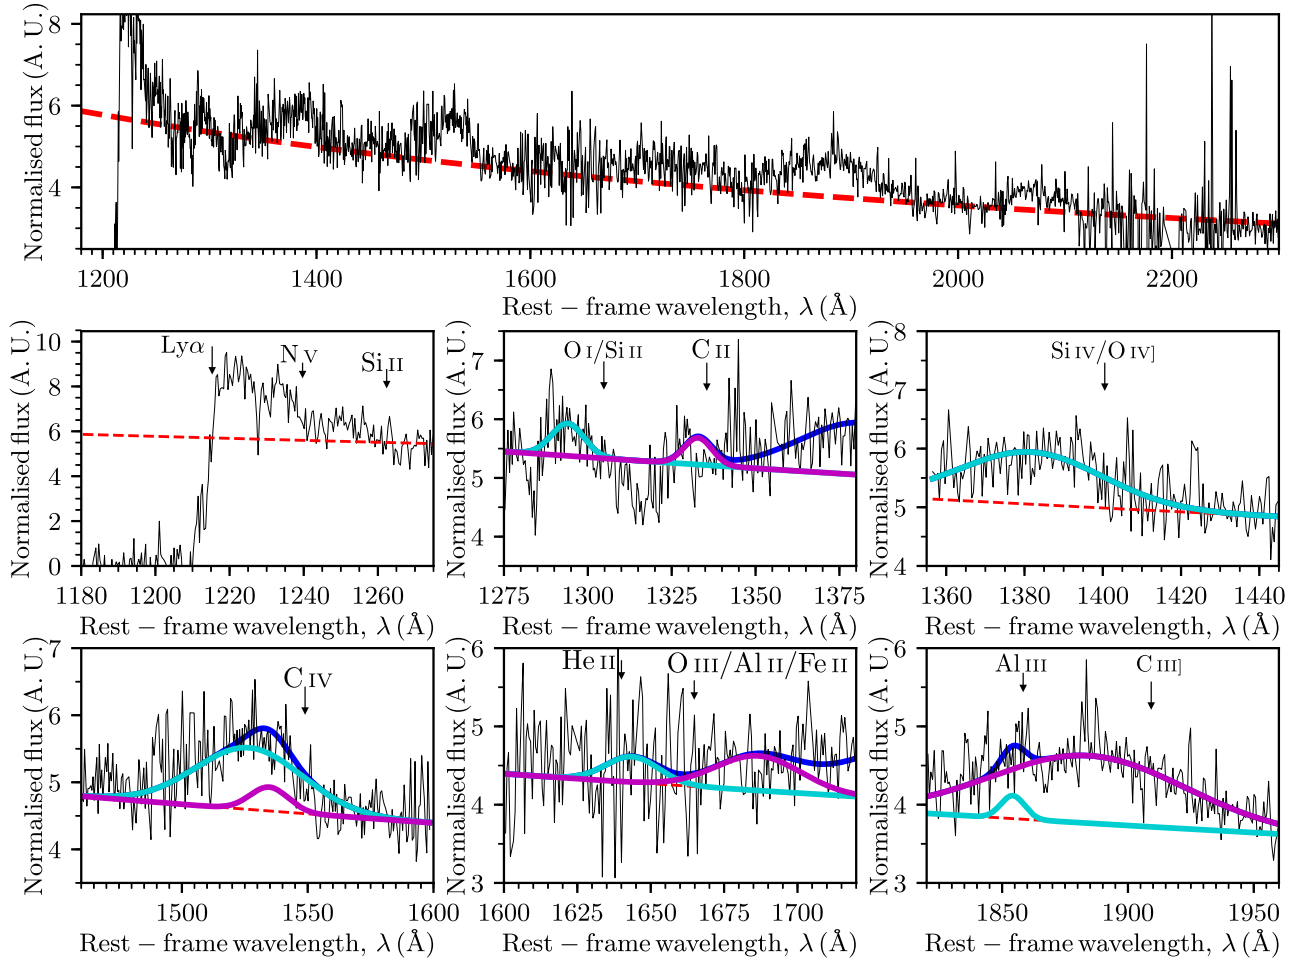 Normalised flux (A. U.)
8
6
4
1200 1400 1600 1800 2000 2200
Rest − frame wavelength, λ (Å)
Normalised flux (A. U.)
10
8
6
4
2
0
Lyα
N V
Si II
1180 1200 1220 1240 1260
Rest − frame wavelength, λ (Å)
Normalised flux (A. U.)
7
6
5
4
O I/Si II
C II
1275 1300 1325 1350 1375
Rest − frame wavelength, λ (Å)
Normalised flux (A. U.)
8
7
6
5
4
Si IV/O IV]
1360 1380 1400 1420 1440
Rest − frame wavelength, λ (Å)
Normalised flux (A. U.)
7
6
5
4
C IV
1500 1550 1600
Rest − frame wavelength, λ (Å)
Normalised flux (A. U.)
6
5
4
3
He II
O III/Al II/Fe II
1600 1625 1650 1675 1700
Rest − frame wavelength, λ (Å)
Normalised flux (A. U.)
6
5
4
3
Al III
C III]
1850 1900 1950
Rest − frame wavelength, λ (Å)